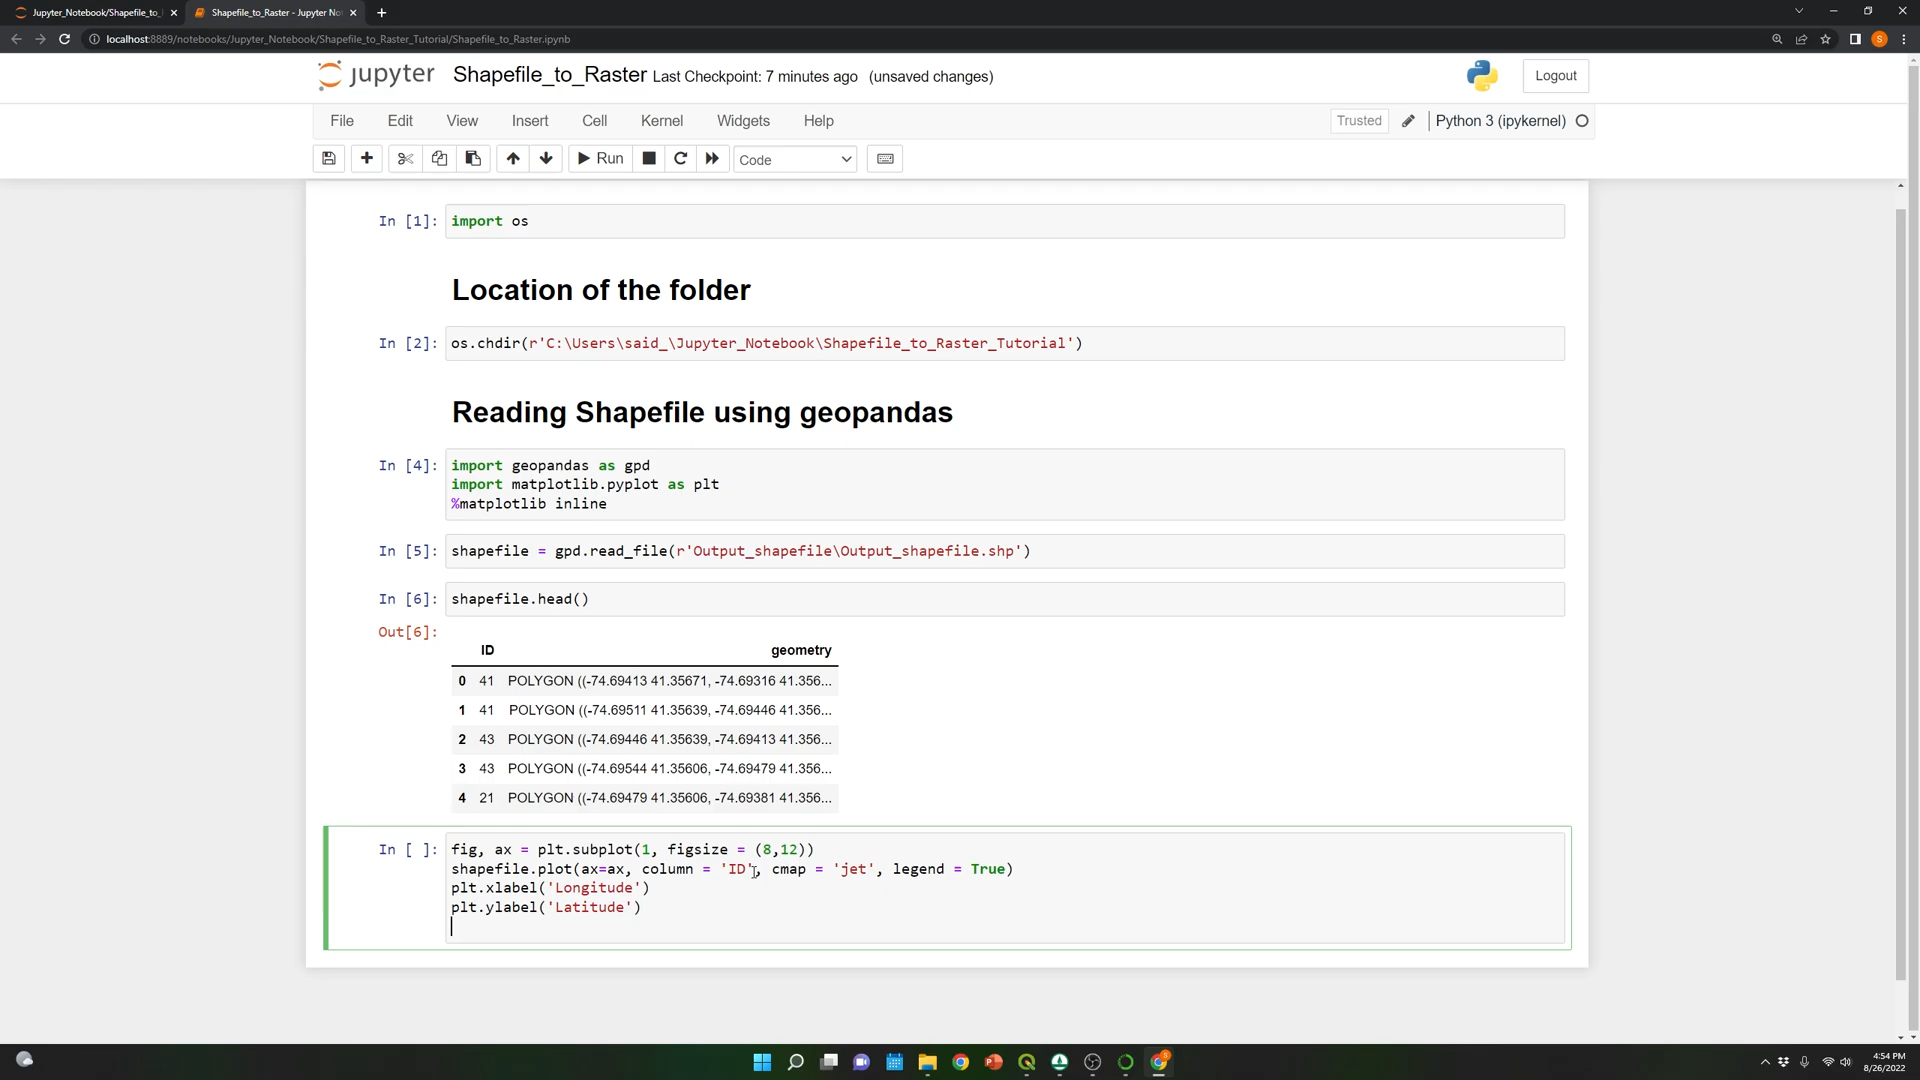 Jupyter_Notebook/Shapefile_to_
Shapefile_to_Raster - Jupyter No
localhost:8889/notebooks/Jupyter_Notebook/Shapefile_to_Raster_Tutorial/Shapefile_to_Raster.ipynb
S
jupyter Shapefile_to_Raster Last Checkpoint: 7 minutes ago (unsaved changes)
Logout
File Edit View Insert Cell Kernel Widgets Help
Trusted
Python 3 (ipykernel)
Run
Code
In [1]: import os
Location of the folder
In [2]: os.chdir(r'C:\Users\said_\Jupyter_Notebook\Shapefile_to_Raster_Tutorial')
Reading Shapefile using geopandas
In [4]: import geopandas as gpd
import matplotlib.pyplot as plt
%matplotlib inline
In [5]: shapefile = gpd.read_file(r'Output_shapefile\Output_shapefile.shp')
In [6]: shapefile.head()
Out[6]:
ID geometry
0 41 POLYGON ((-74.69413 41.35671, -74.69316 41.356...
1 41 POLYGON ((-74.69511 41.35639, -74.69446 41.356...
2 43 POLYGON ((-74.69446 41.35639, -74.69413 41.356...
3 43 POLYGON ((-74.69544 41.35606, -74.69479 41.356...
4 21 POLYGON ((-74.69479 41.35606, -74.69381 41.356...
In [ ]: fig, ax = plt.subplot(1, figsize = (8,12))
shapefile.plot(ax=ax, column = 'ID', cmap = 'jet', legend = True)
plt.xlabel('Longitude')
plt.ylabel('Latitude')
4:54 PM
8/26/2022